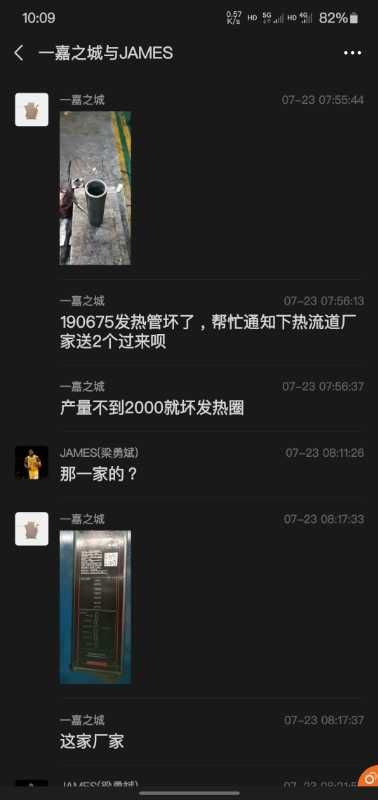 10:09
0.57 K/s HD 5G HD 4G 82%
一嘉之城与JAMES
一嘉之城 07-23 07:55:44
一嘉之城 07-23 07:56:13
190675发热管坏了，帮忙通知下热流道厂
家送2个过来呗
一嘉之城 07-23 07:56:37
产量不到2000就坏发热圈
JAMES(梁勇斌) 07-23 08:11:26
那一家的？
一嘉之城 07-23 08:17:33
一嘉之城 07-23 08:17:37
这家厂家
JAMES(梁勇斌)